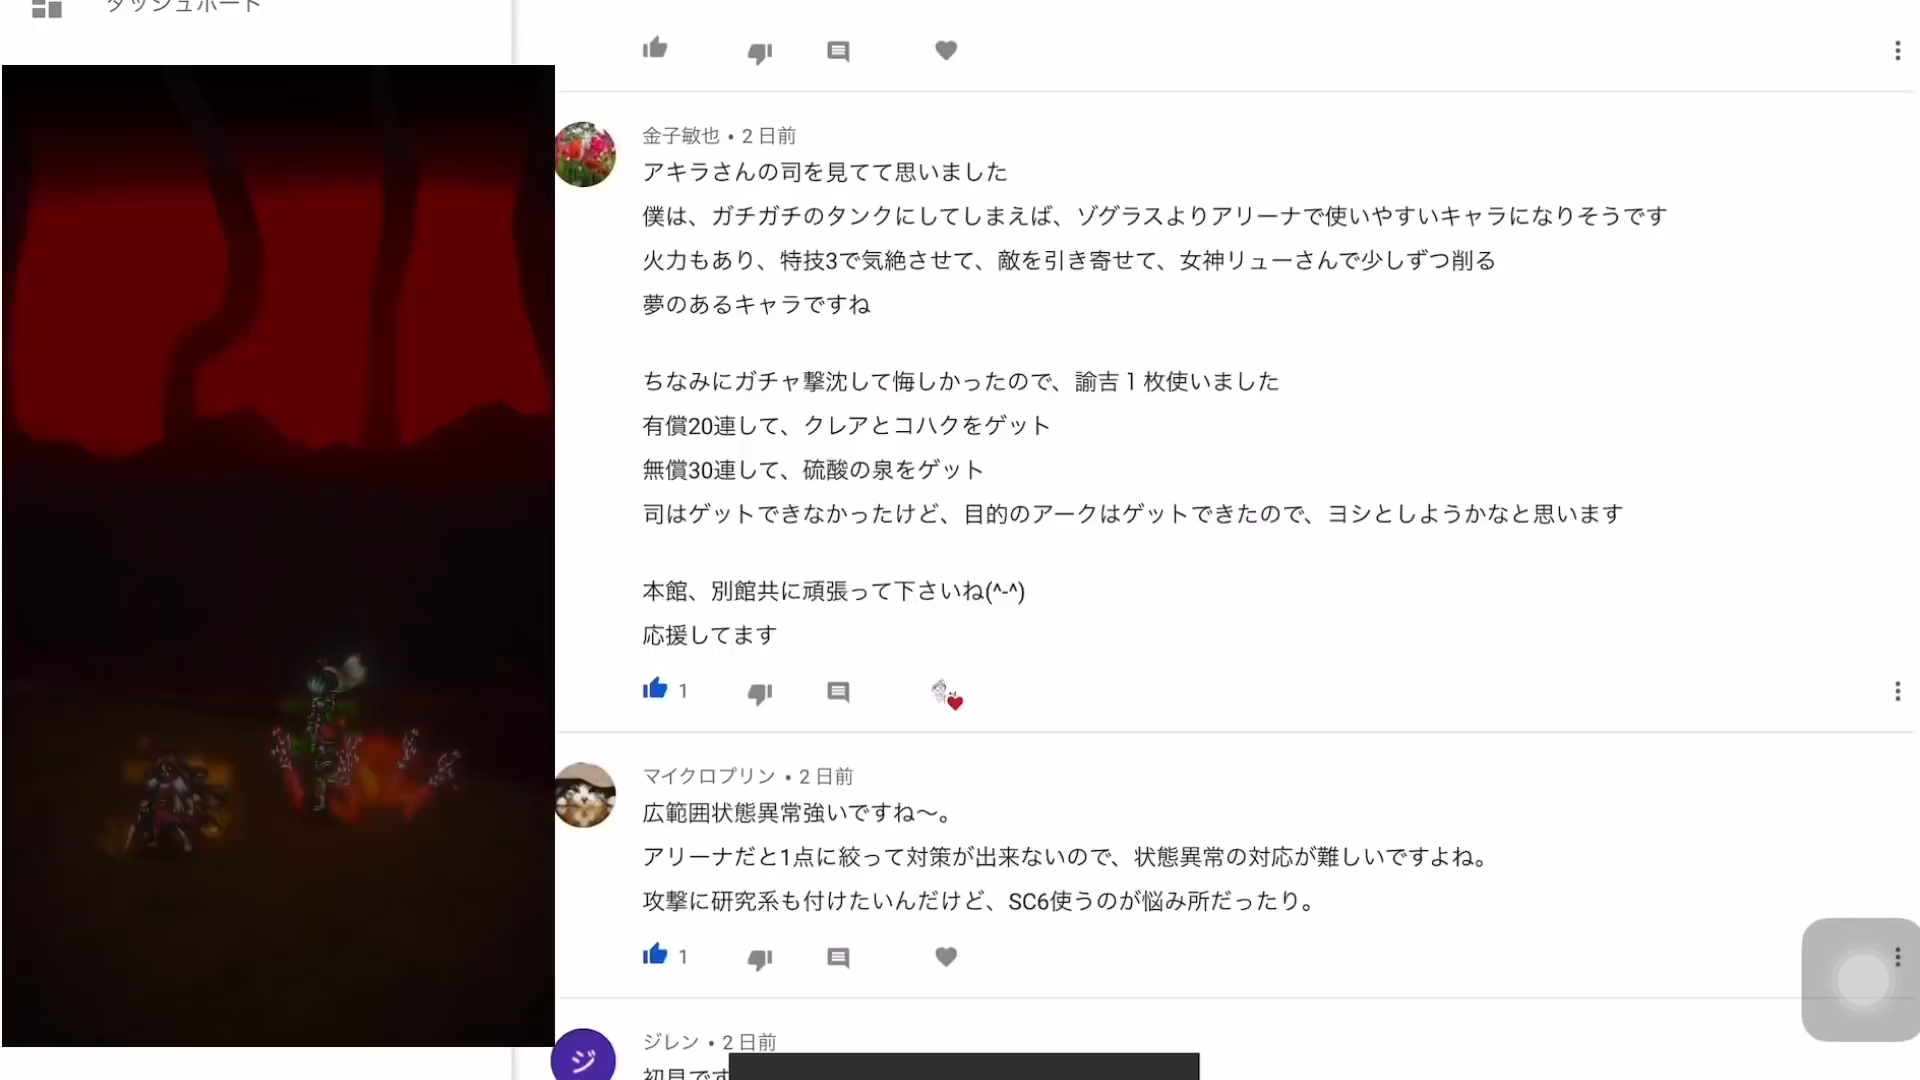 ダッシュボード
金子敏也 • 2 日前
アキラさんの司を見てて思いました
僕は、ガチガチのタンクにしてしまえば、ゾグラスよりアリーナで使いやすいキャラになりそうです
火力もあり、特技3で気絶させて、敵を引き寄せて、女神リューさんで少しずつ削る
夢のあるキャラですね
ちなみにガチャ撃沈して悔しかったので、諭吉１枚使いました
有償20連して、クレアとコハクをゲット
無償30連して、硫酸の泉をゲット
司はゲットできなかったけど、目的のアークはゲットできたので、ヨシとしようかなと思います
本館、別館共に頑張って下さいね(^-^)
応援してます
1
マイクロプリン • 2 日前
広範囲状態異常強いですね〜。
アリーナだと1点に絞って対策が出来ないので、状態異常の対応が難しいですよね。
攻撃に研究系も付けたいんだけど、SC6使うのが悩み所だったり。
1
ジ
ジレン • 2 日前
初見です